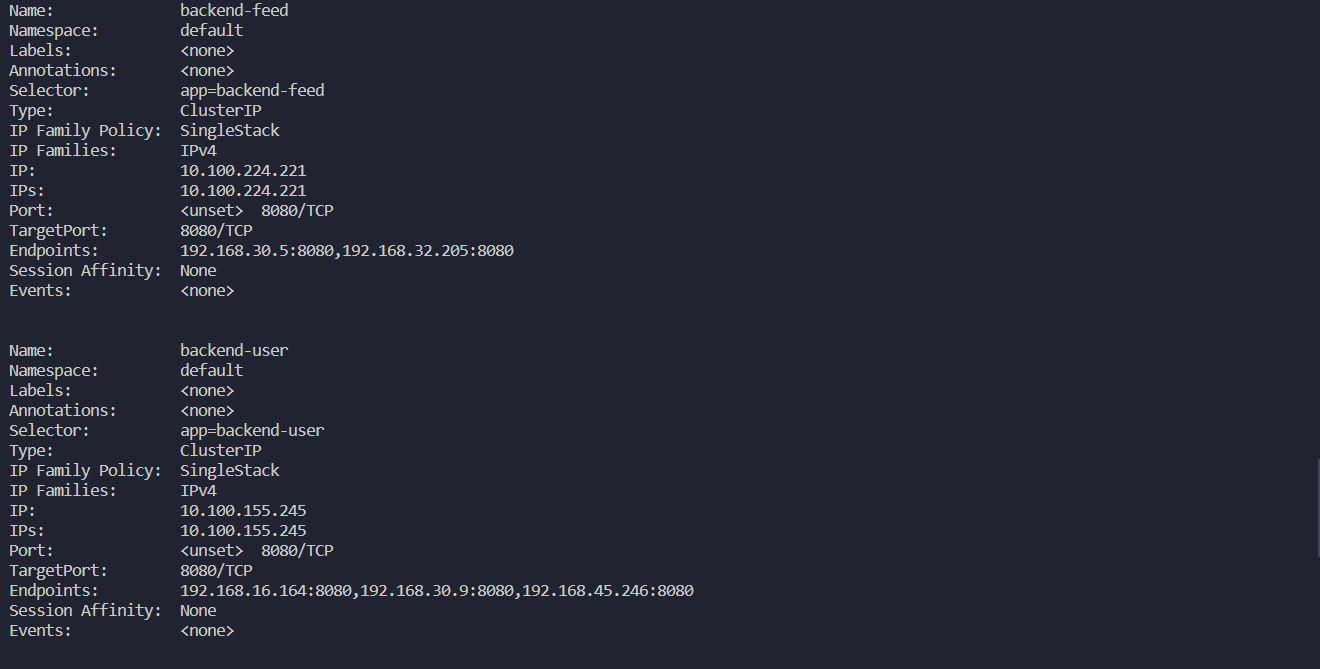 Name:              backend-feed
Namespace:         default
Labels:            <none>
Annotations:       <none>
Selector:          app=backend-feed
Type:              ClusterIP
IP Family Policy:  SingleStack
IP Families:       IPv4
IP:                10.100.224.221
IPs:               10.100.224.221
Port:              <unset>  8080/TCP
TargetPort:        8080/TCP
Endpoints:         192.168.30.5:8080,192.168.32.205:8080
Session Affinity:  None
Events:            <none>

Name:              backend-user
Namespace:         default
Labels:            <none>
Annotations:       <none>
Selector:          app=backend-user
Type:              ClusterIP
IP Family Policy:  SingleStack
IP Families:       IPv4
IP:                10.100.155.245
IPs:               10.100.155.245
Port:              <unset>  8080/TCP
TargetPort:        8080/TCP
Endpoints:         192.168.16.164:8080,192.168.30.9:8080,192.168.45.246:8080
Session Affinity:  None
Events:            <none>